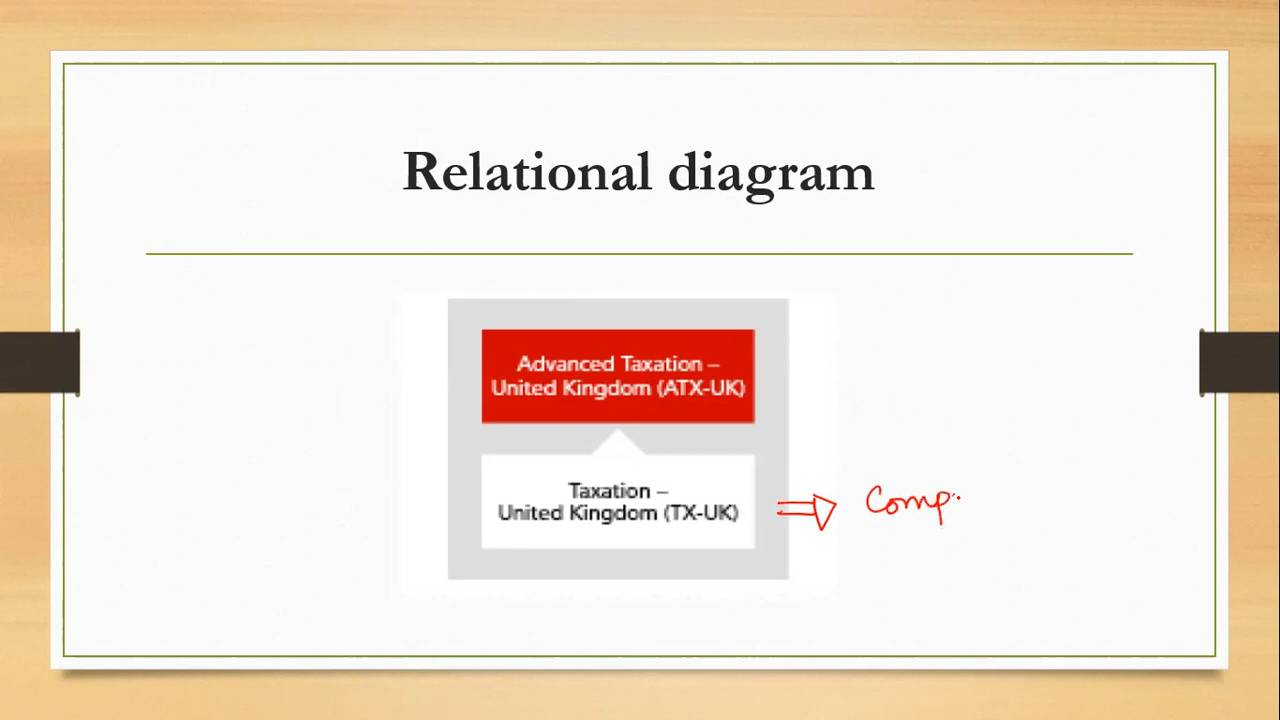 Relational diagram
Advanced Taxation –
United Kingdom (ATX-UK)
Taxation –
United Kingdom (TX-UK)
Comp